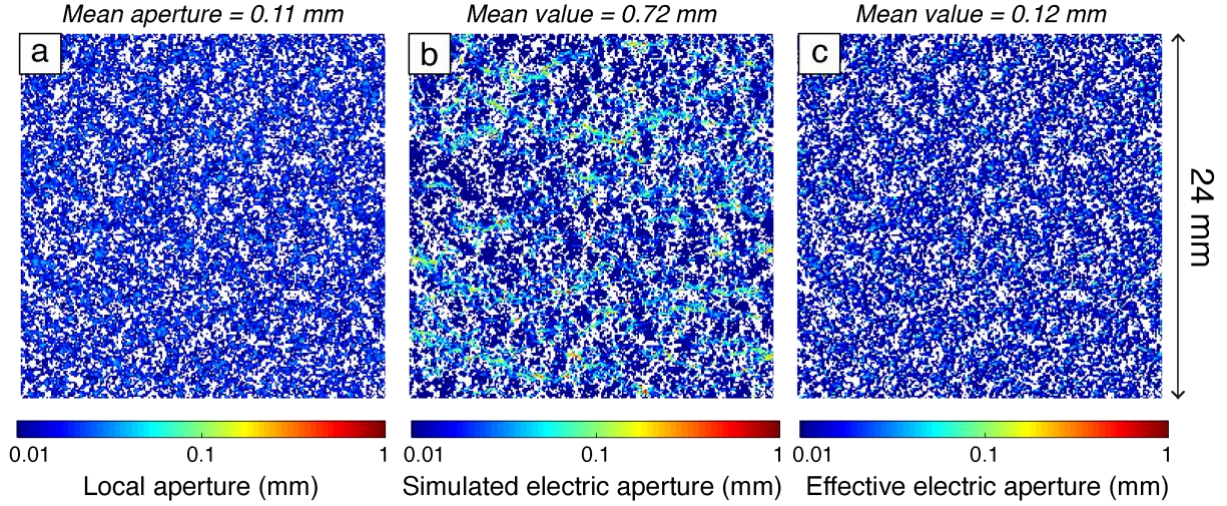 Mean aperture = 0.11 mm
Mean value = 0.72 mm
Mean value = 0.12 mm
a
b
c
24 mm
0.01 0.1 1
0.01 0.1 1
0.01 0.1 1
Local aperture (mm)
Simulated electric aperture (mm)
Effective electric aperture (mm)